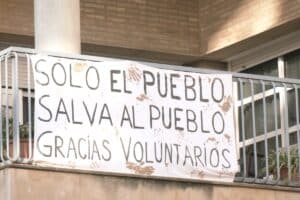 SOLO EL PUEBLO
SALVA AL PUEBLO
GRACIAS VOLUNTARIOS